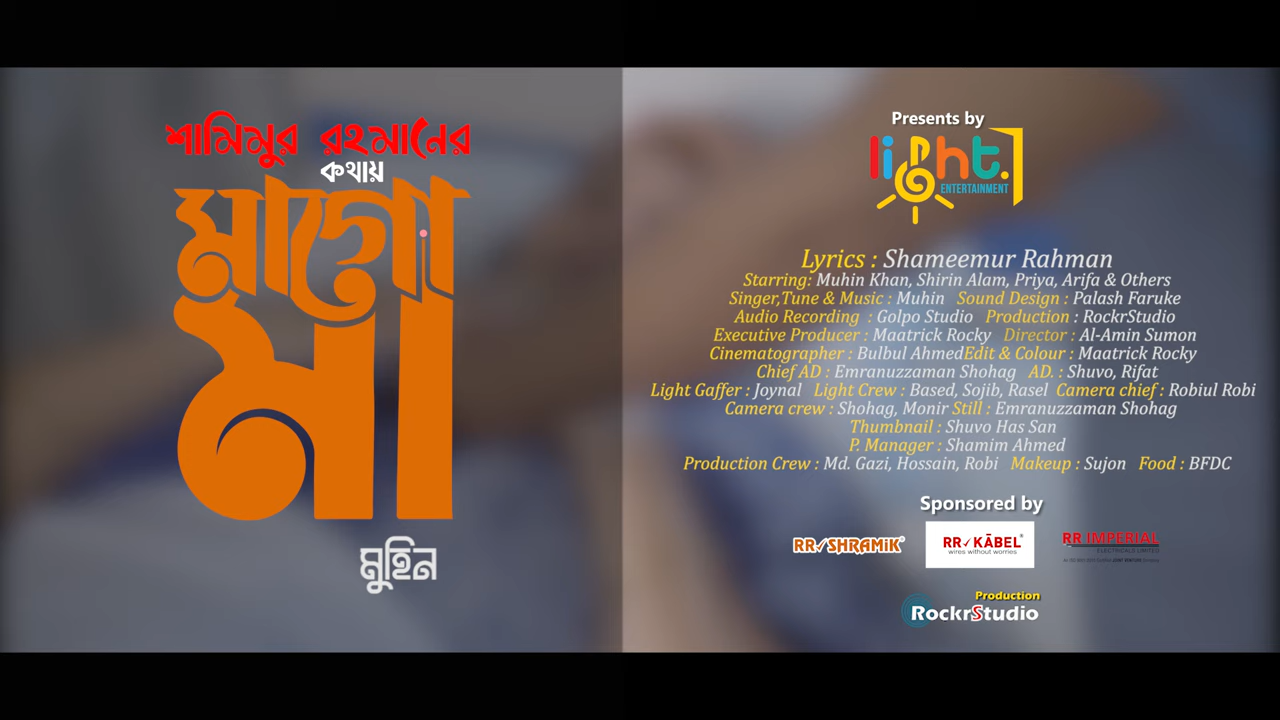 শামিমুর রহমানের
কথায়
মাগো
মা
মুহিন
Presents by
light.
ENTERTAINMENT
Lyrics : Shameemur Rahman
Starring: Muhin Khan, Shirin Alam, Priya, Arifa & Others
Singer,Tune & Music : Muhin Sound Design : Palash Faruke
Audio Recording : Golpo Studio Production : RockrStudio
Executive Producer : Maatrick Rocky Director : Al-Amin Sumon
Cinematographer : Bulbul AhmedEdit & Colour : Maatrick Rocky
Chief AD : Emranuzzaman Shohag AD. : Shuvo, Rifat
Light Gaffer : Joynal Light Crew : Based, Sojib, Rasel Camera chief : Robiul Robi
Camera crew : Shohag, Monir Still : Emranuzzaman Shohag
Thumbnail : Shuvo Has San
P. Manager : Shamim Ahmed
Production Crew : Md. Gazi, Hossain, Robi Makeup : Sujon Food : BFDC
Sponsored by
RR SHRAMIK®
RR KĀBEL®
wires without worries
RR IMPERIAL
ELECTRICALS LIMITED
Production
RockrStudio